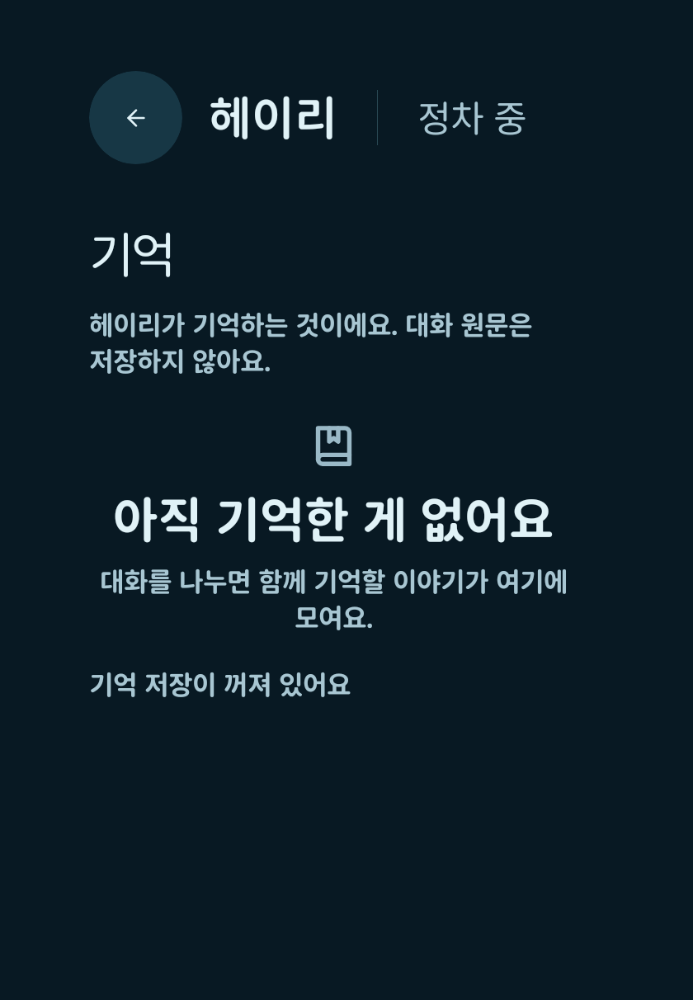 헤이리
정차 중
기억
헤이리가 기억하는 것이에요. 대화 원문은
저장하지 않아요.
아직 기억한 게 없어요
대화를 나누면 함께 기억할 이야기가 여기에
모여요.
기억 저장이 꺼져 있어요